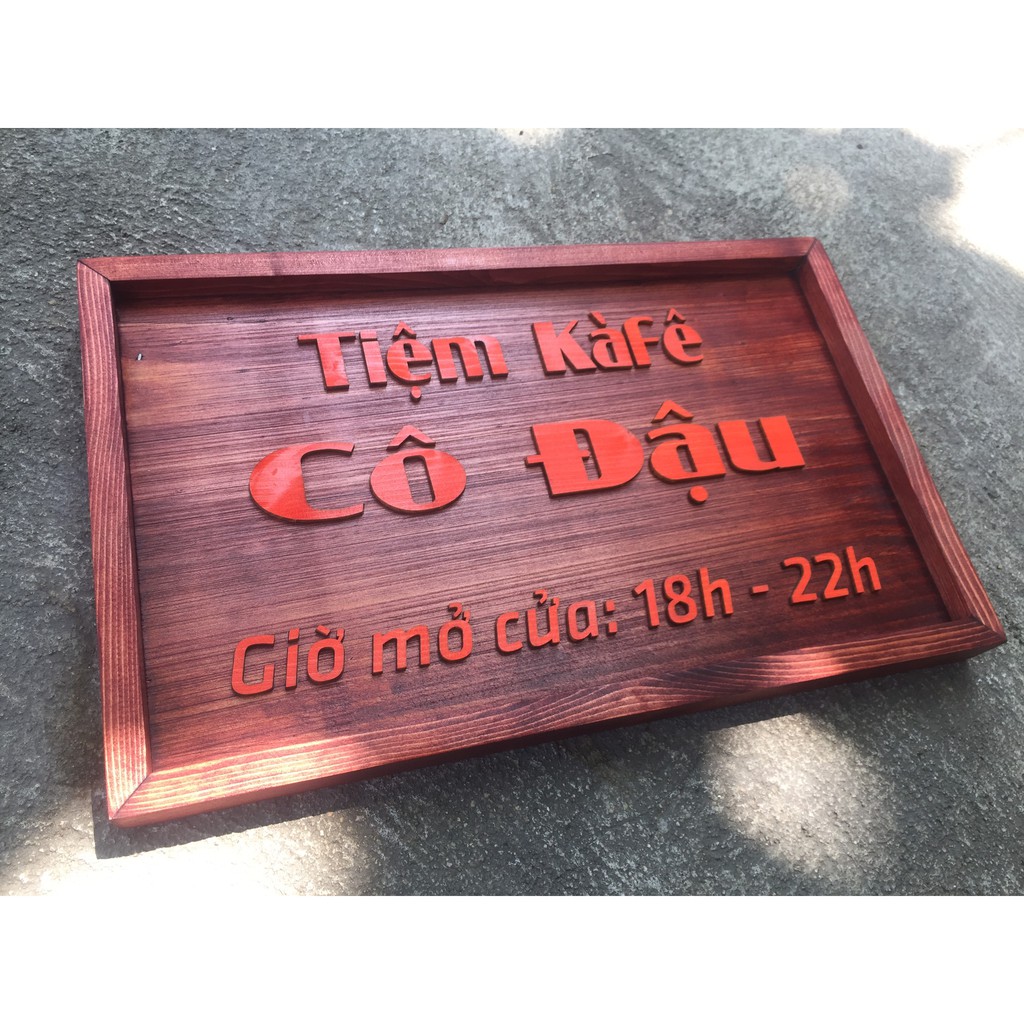 Tiệm Kàfê
Cô Đậu
Giờ mở cửa: 18h - 22h